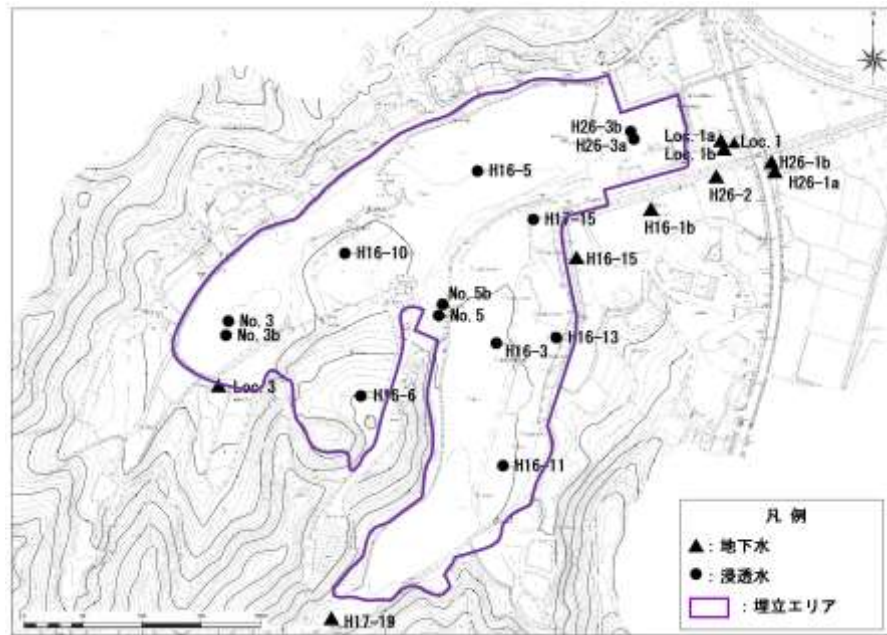 H26-3b
H26-3a
Loc.1a
Loc.1
Loc.1b
H26-1b
H26-1a
H26-2
H16-5
H16-1b
H17-15
H16-10
H16-15
No.5b
No.5
No.3
No.3b
H16-3
H16-13
Loc.3
H16-6
H16-11
H17-19
凡 例
▲：地下水
●：浸透水
：埋立エリア